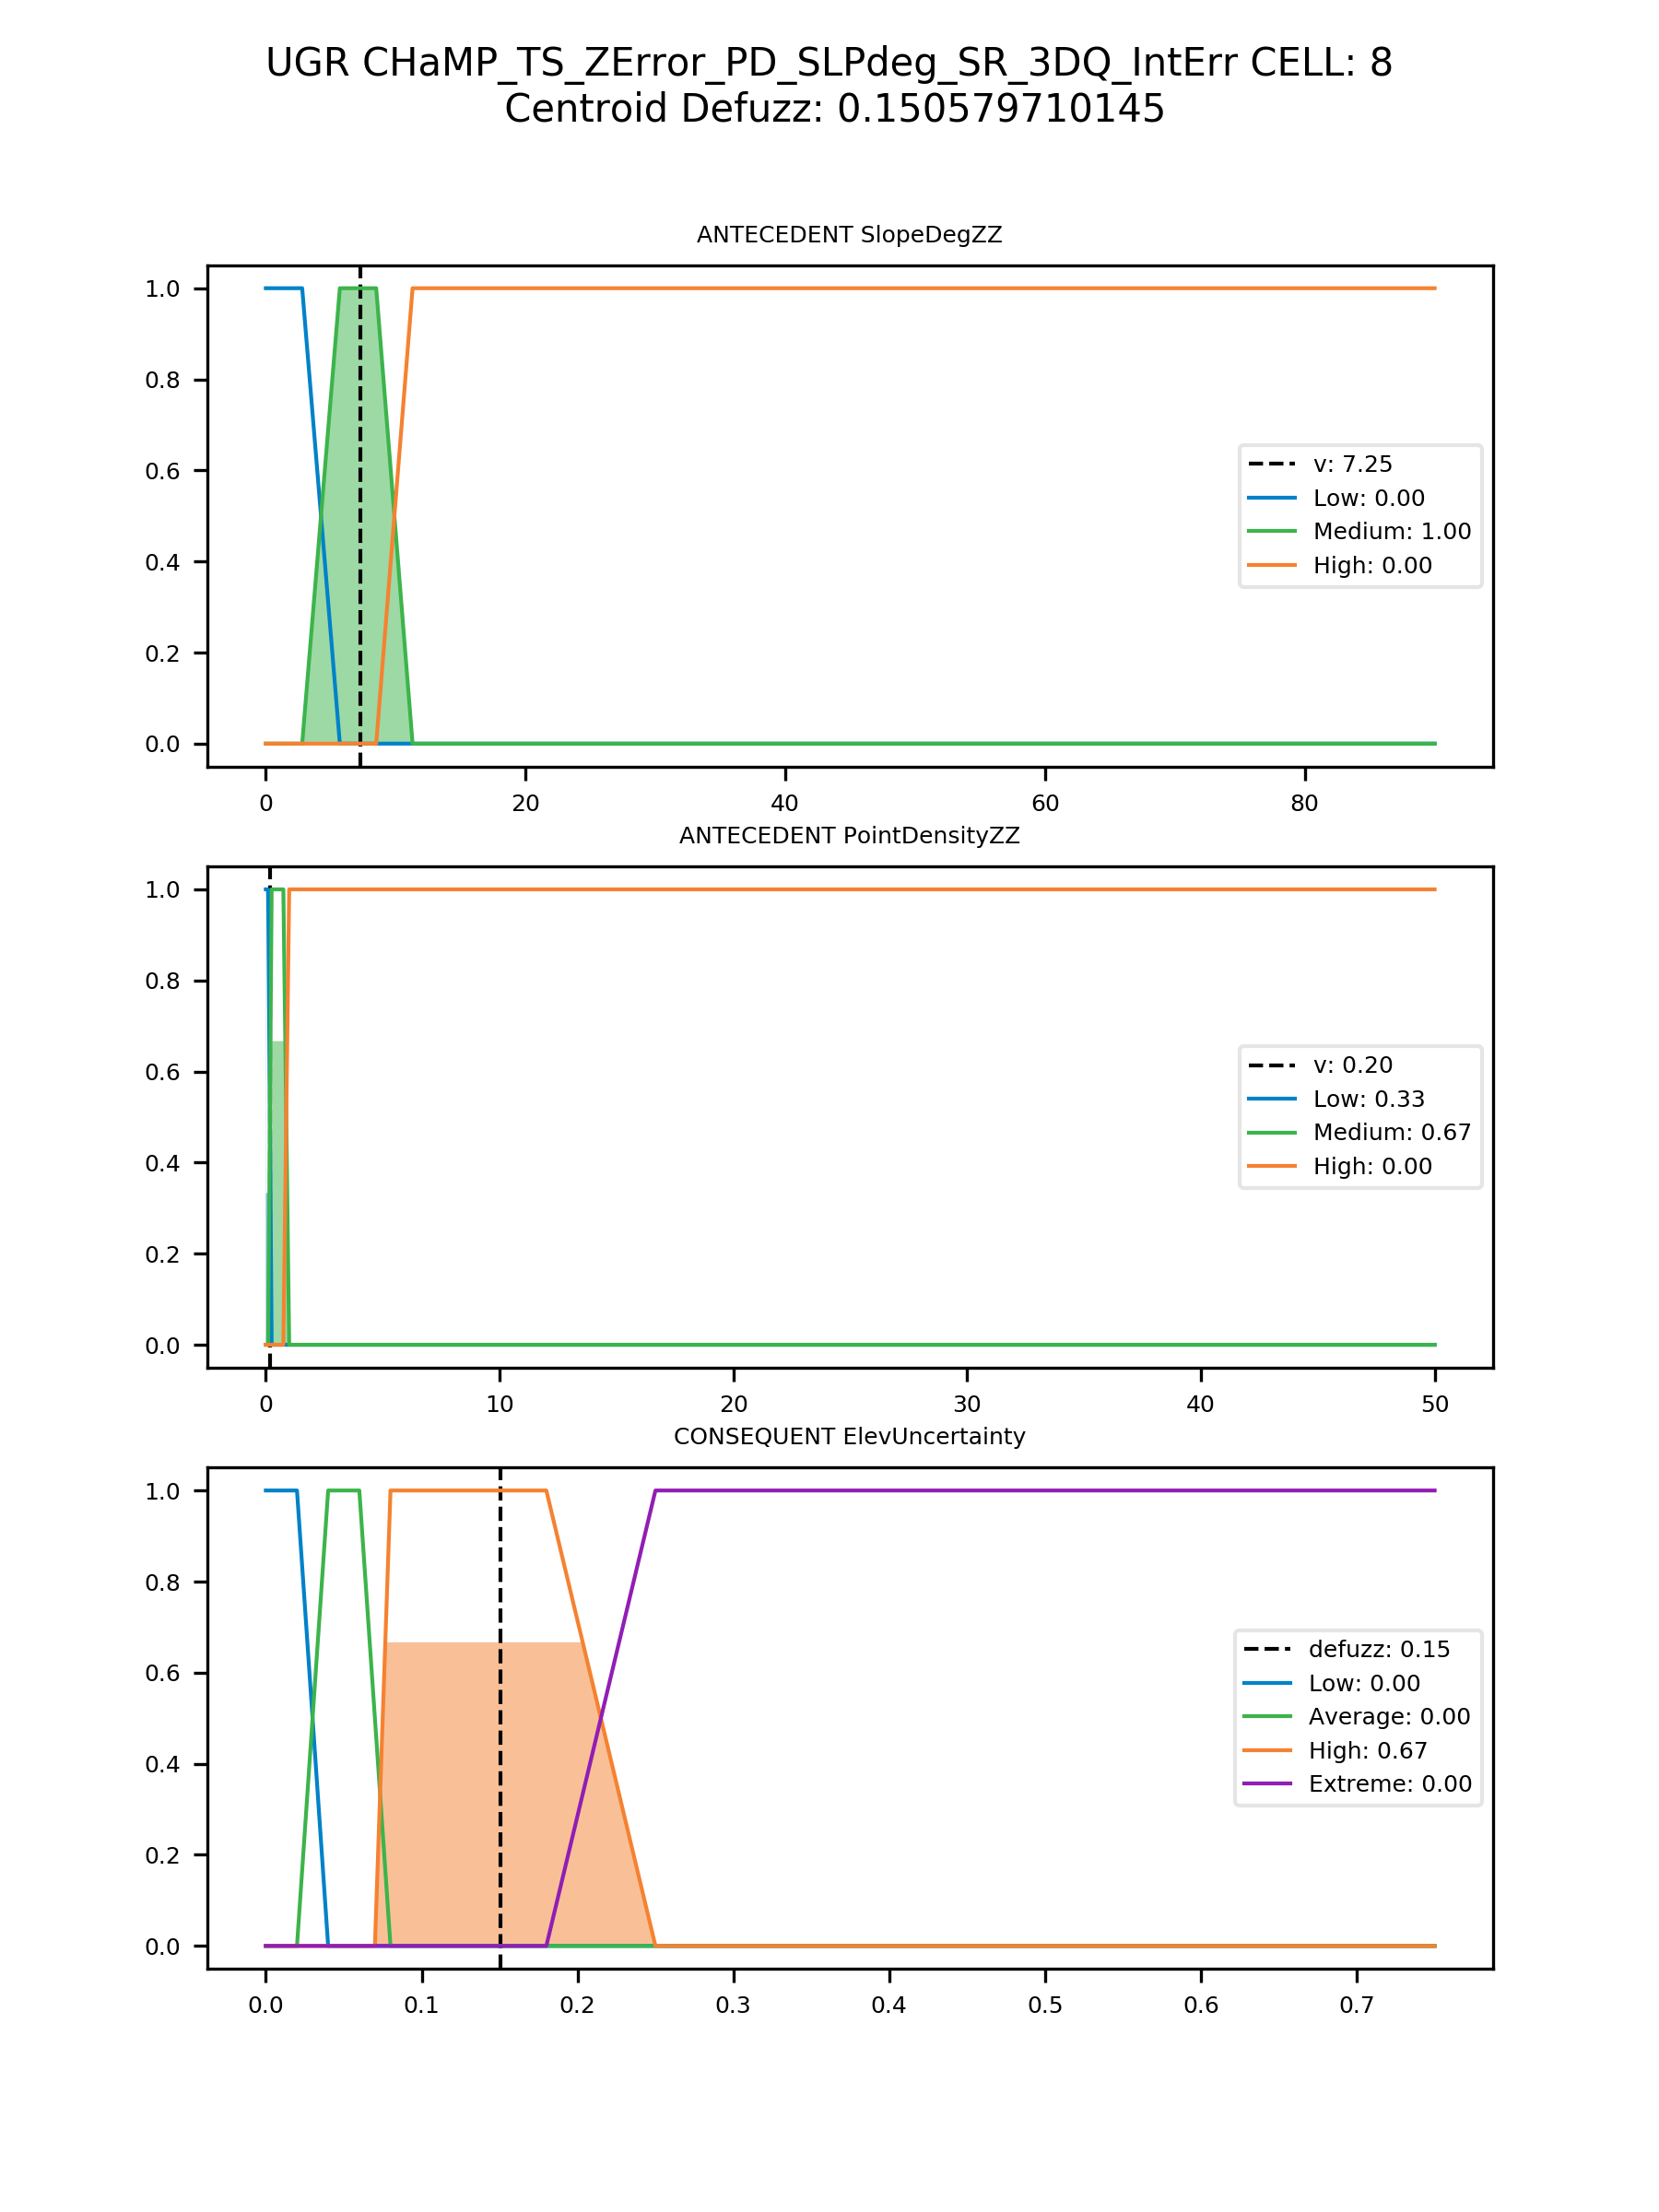 UGR CHaMP_TS_ZError_PD_SLPdeg_SR_3DQ_IntErr CELL: 8
Centroid Defuzz: 0.150579710145
ANTECEDENT SlopeDegZZ
1.0
0.8
0.6
0.4
0.2
0.0
v: 7.25
Low: 0.00
Medium: 1.00
High: 0.00
0 20 40 60 80
ANTECEDENT PointDensityZZ
1.0
0.8
0.6
0.4
0.2
0.0
v: 0.20
Low: 0.33
Medium: 0.67
High: 0.00
0 10 20 30 40 50
CONSEQUENT ElevUncertainty
1.0
0.8
0.6
0.4
0.2
0.0
defuzz: 0.15
Low: 0.00
Average: 0.00
High: 0.67
Extreme: 0.00
0.0 0.1 0.2 0.3 0.4 0.5 0.6 0.7